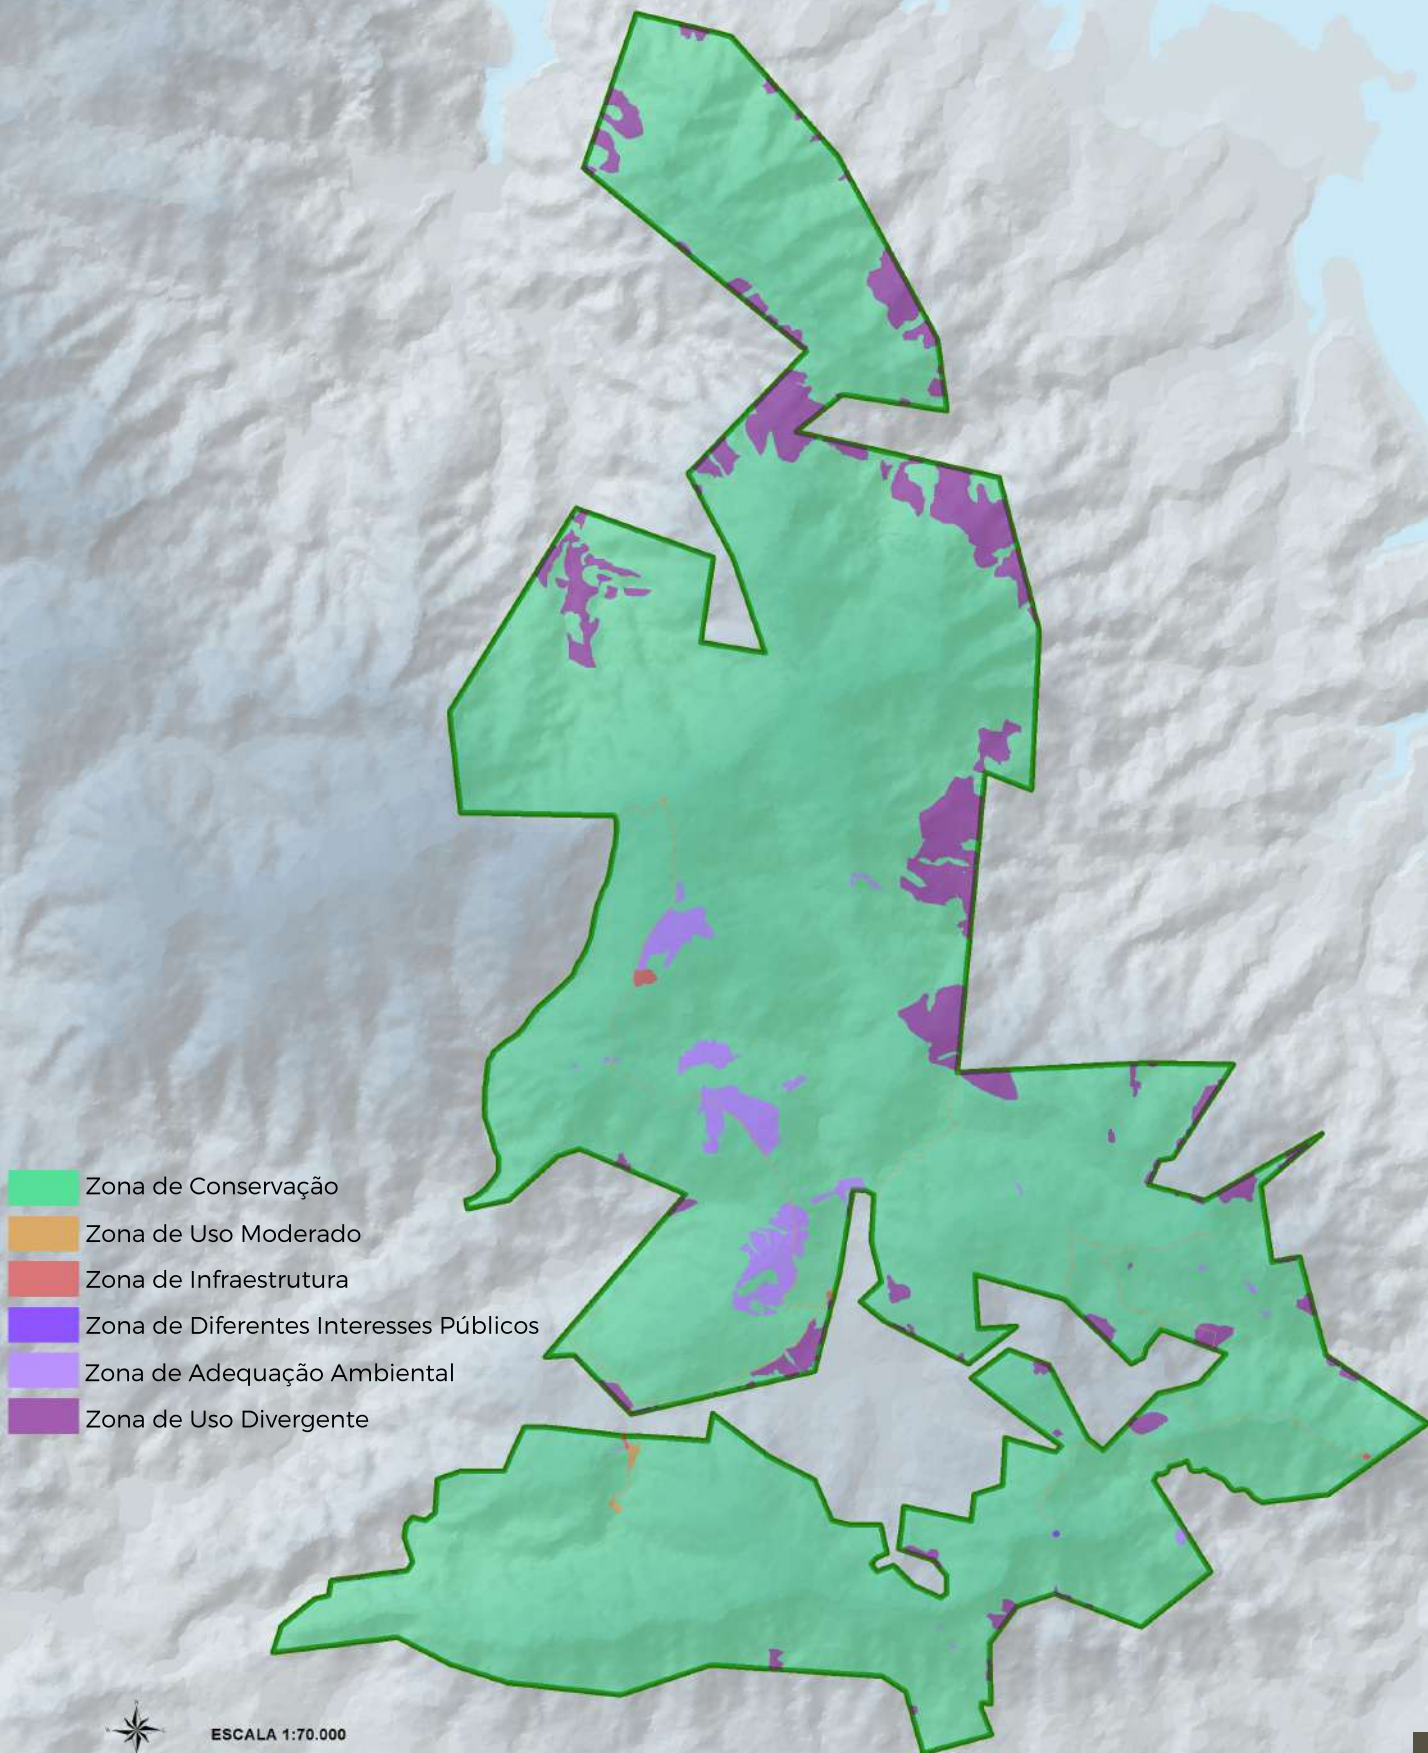 Zona de Conservação
Zona de Uso Moderado
Zona de Infraestrutura
Zona de Diferentes Interesses Públicos
Zona de Adequação Ambiental
Zona de Uso Divergente
ESCALA 1:70.000